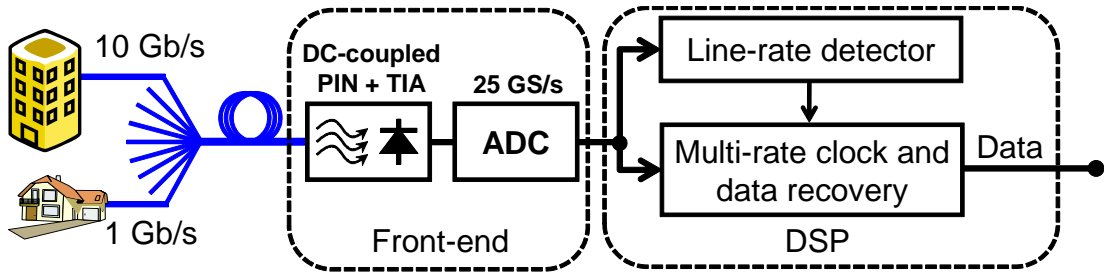 10 Gb/s
1 Gb/s
DC-coupled
PIN + TIA
25 GS/s
ADC
Front-end
Line-rate detector
Multi-rate clock and
data recovery
Data
DSP